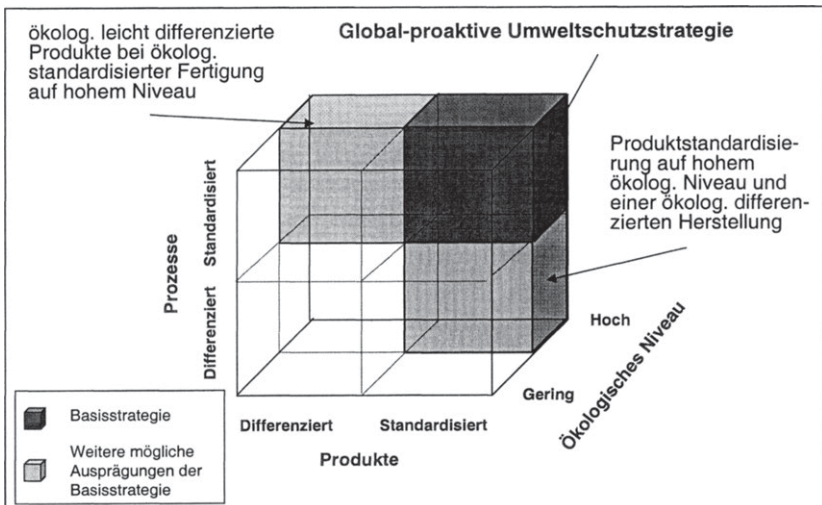 ökolog. leicht differenzierte
Produkte bei ökolog.
standardisierter Fertigung
auf hohem Niveau
Global-proaktive Umweltschutzstrategie
Produktstandardisie-
rung auf hohem
ökolog. Niveau und
einer ökolog. differen-
zierten Herstellung
Prozesse
Standardisiert
Differenziert
Hoch
Gering
Ökologisches Niveau
Differenziert
Standardisiert
Produkte
Basisstrategie
Weitere mögliche
Ausprägungen der
Basisstrategie